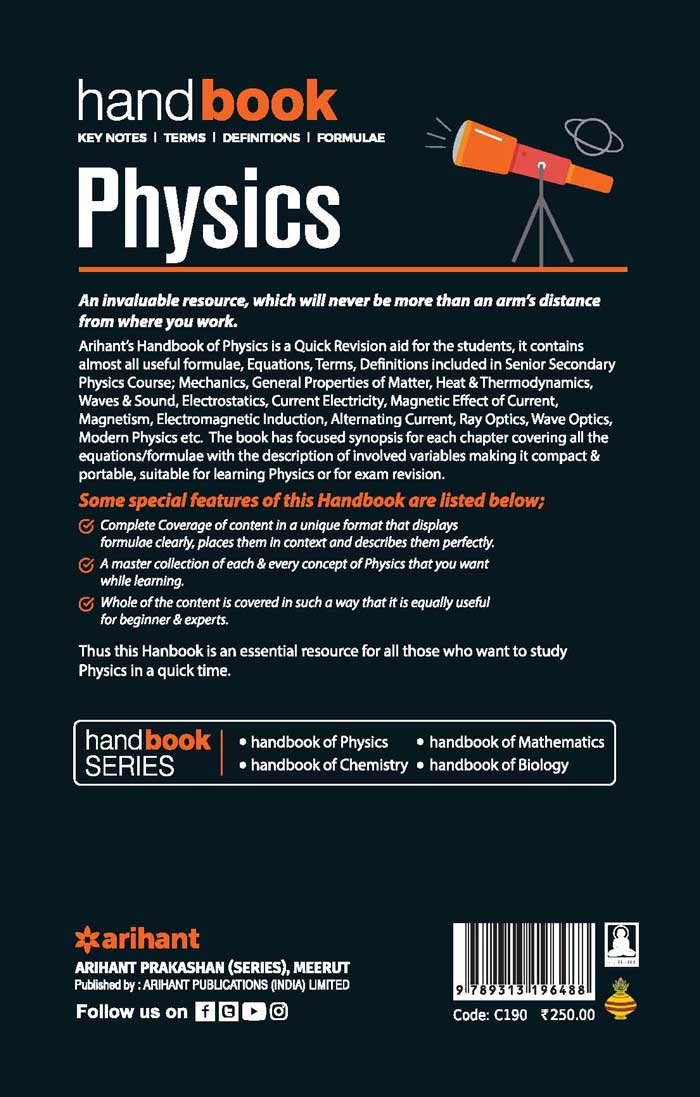 handbook
KEY NOTES | TERMS | DEFINITIONS | FORMULAE
Physics
An invaluable resource, which will never be more than an arm's distance
from where you work.
Arihant's Handbook of Physics is a Quick Revision aid for the students, it contains
almost all useful formulae, Equations, Terms, Definitions included in Senior Secondary
Physics Course; Mechanics, General Properties of Matter, Heat & Thermodynamics,
Waves & Sound, Electrostatics, Current Electricity, Magnetic Effect of Current,
Magnetism, Electromagnetic Induction, Alternating Current, Ray Optics, Wave Optics,
Modern Physics etc. The book has focused synopsis for each chapter covering all the
equations/formulae with the description of involved variables making it compact &
portable, suitable for learning Physics or for exam revision.
Some special features of this Handbook are listed below;
Complete Coverage of content in a unique format that displays
formulae clearly, places them in context and describes them perfectly.
A master collection of each & every concept of Physics that you want
while learning.
Whole of the content is covered in such a way that it is equally useful
for beginner & experts.
Thus this Hanbook is an essential resource for all those who want to study
Physics in a quick time.
handbook
SERIES
• handbook of Physics • handbook of Mathematics
• handbook of Chemistry • handbook of Biology
arihant
ARIHANT PRAKASHAN (SERIES), MEERUT
Published by : ARIHANT PUBLICATIONS (INDIA) LIMITED
Follow us on
9 789313 196488
Code: C190 ₹250.00